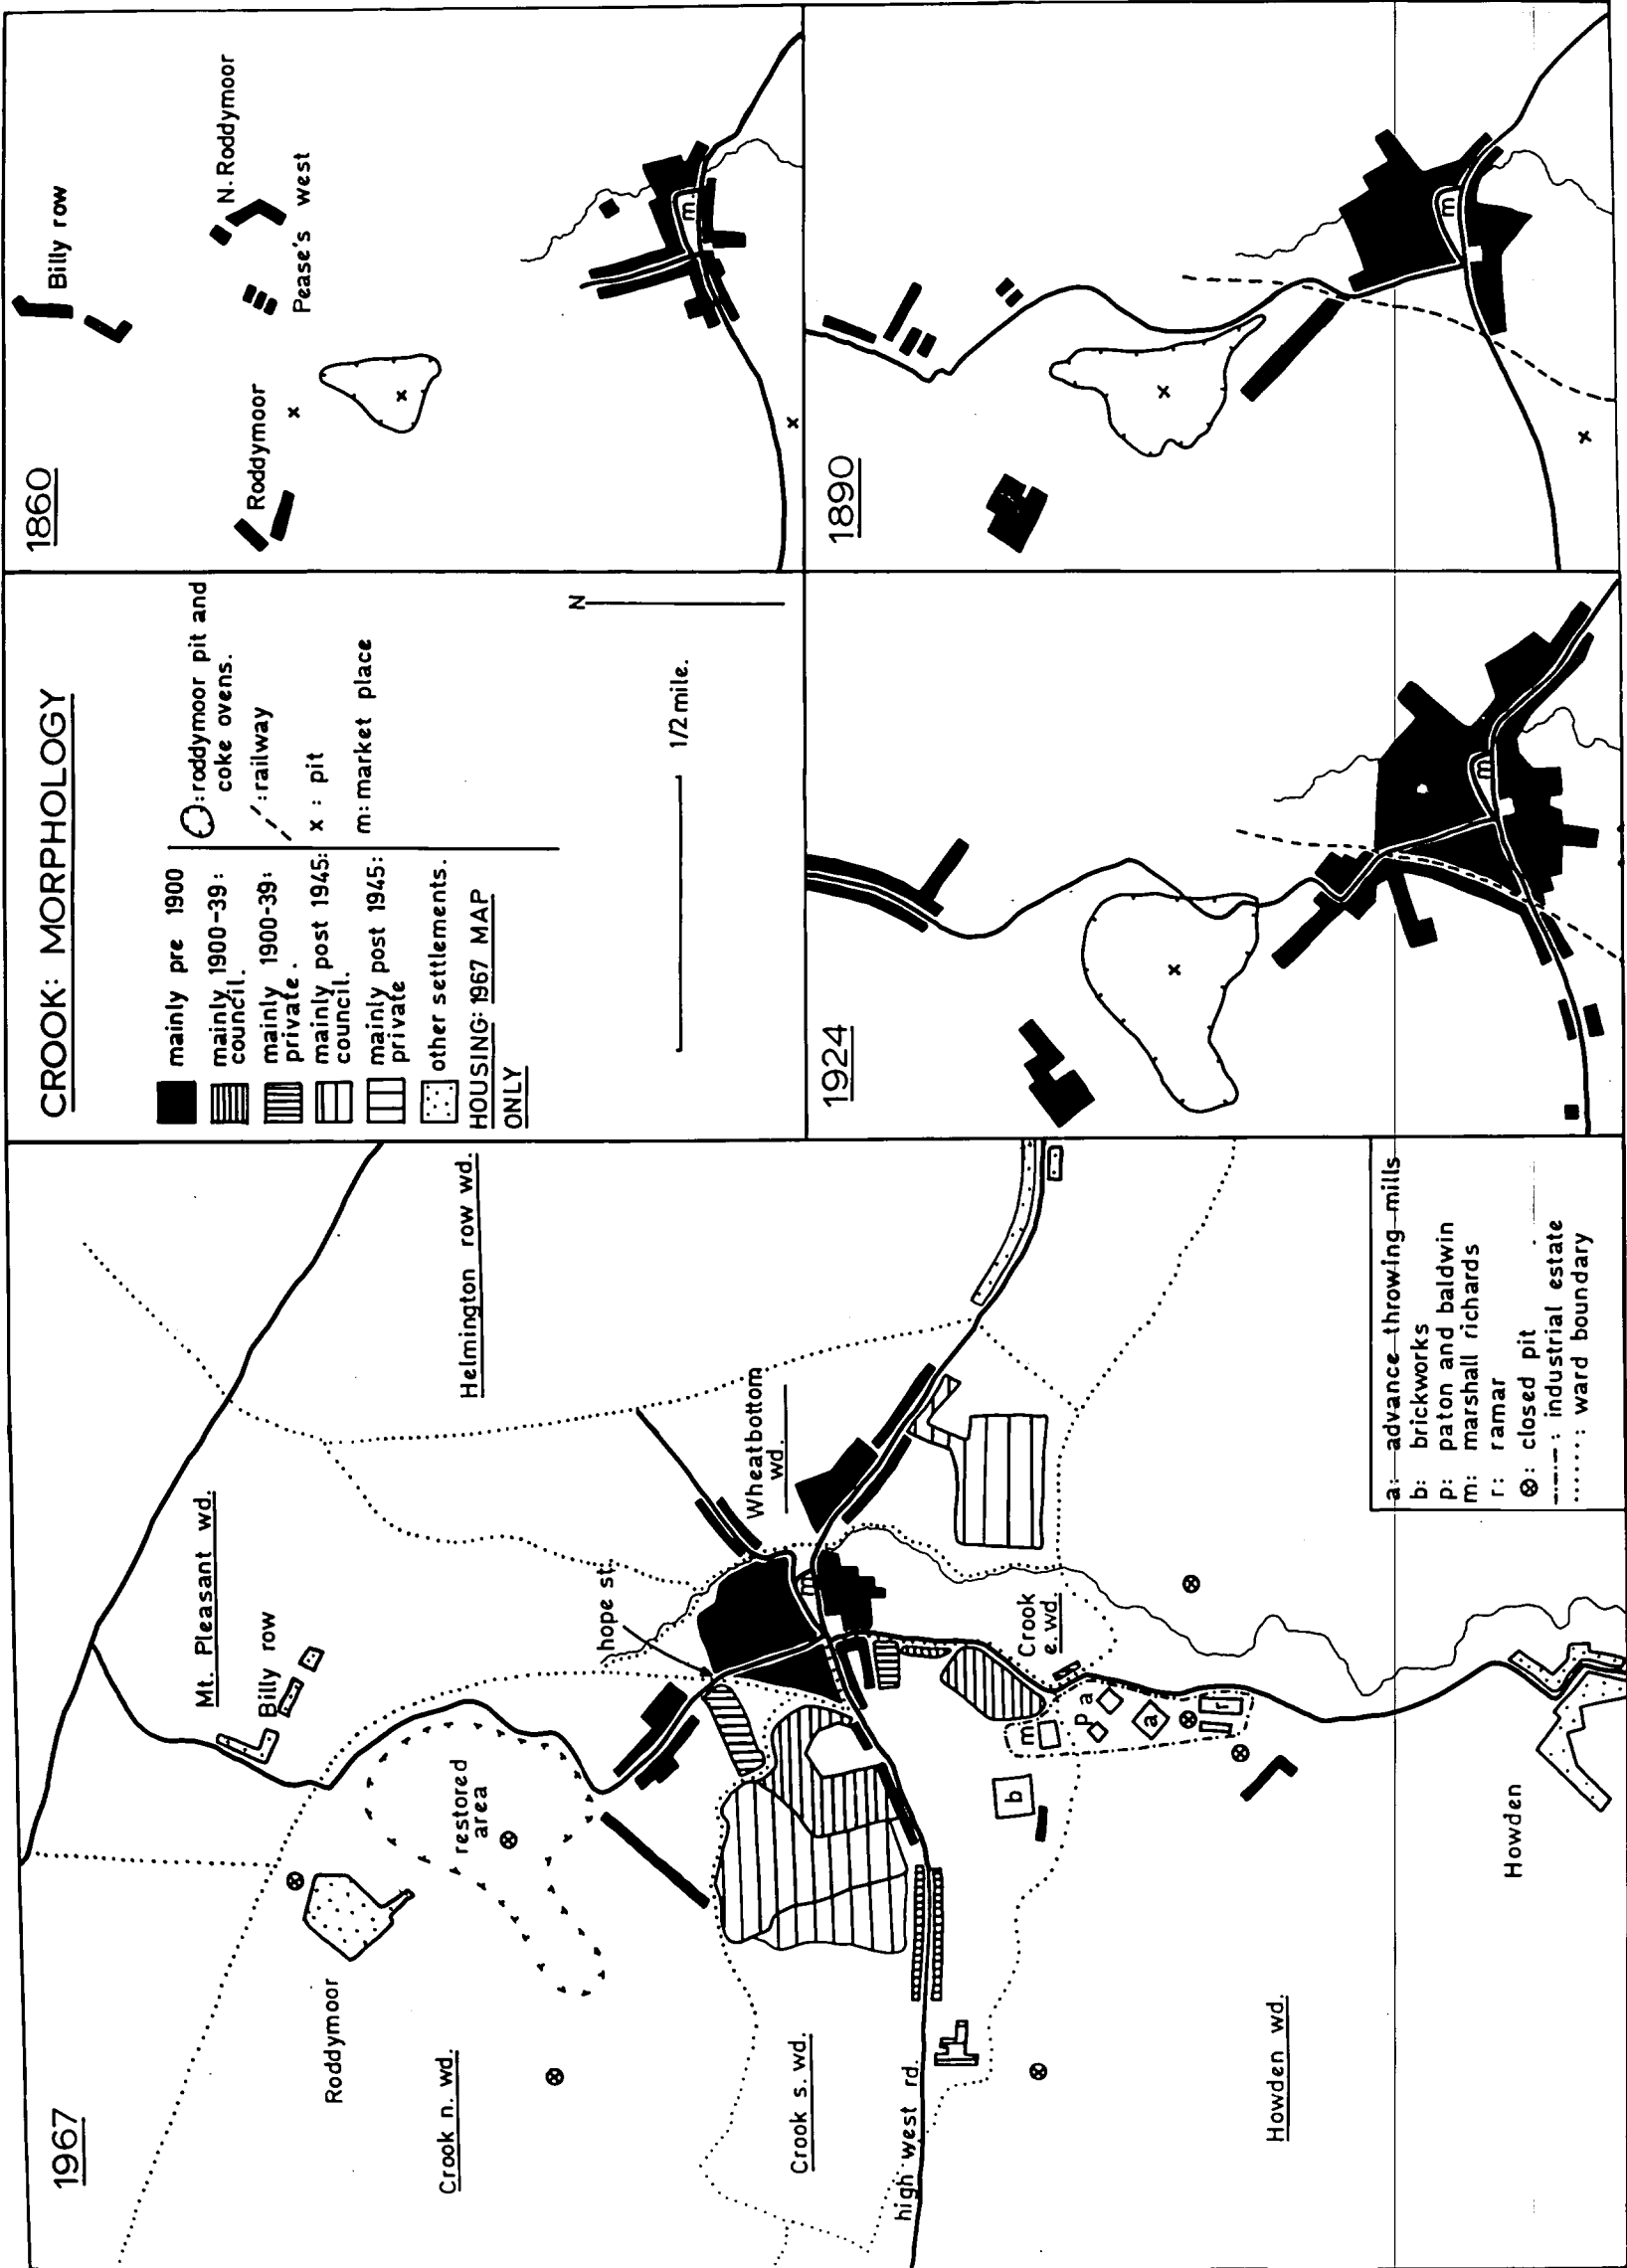 CROOK: MORPHOLOGY
mainly pre 1900
mainly 1900-39:
council.
mainly 1900-39:
private.
mainly post 1945:
council.
mainly post 1945:
private
other settlements.
HOUSING: 1967 MAP
ONLY
:roddymoor pit and
coke ovens.
:railway
x : pit
m: market place
N
1/2 mile.
1860
Billy row
N. Roddymoor
Pease's west
Roddymoor
x
x
x
m
1890
x
x
m
1924
x
m
1967
Mt. Pleasant wd.
Billy row
Helmington row wd.
Roddymoor
restored
area
Crook n. wd.
hope st.
Wheatbottom
wd.
m
Crook s. wd.
high west rd.
Crook
e. wd.
m
p
a
a
r
b
Howden wd.
Howden
a: advance throwing mills
b: brickworks
p: paton and baldwin
m: marshall richards
r: ramar
⊗: closed pit
—·—: industrial estate
.....: ward boundary